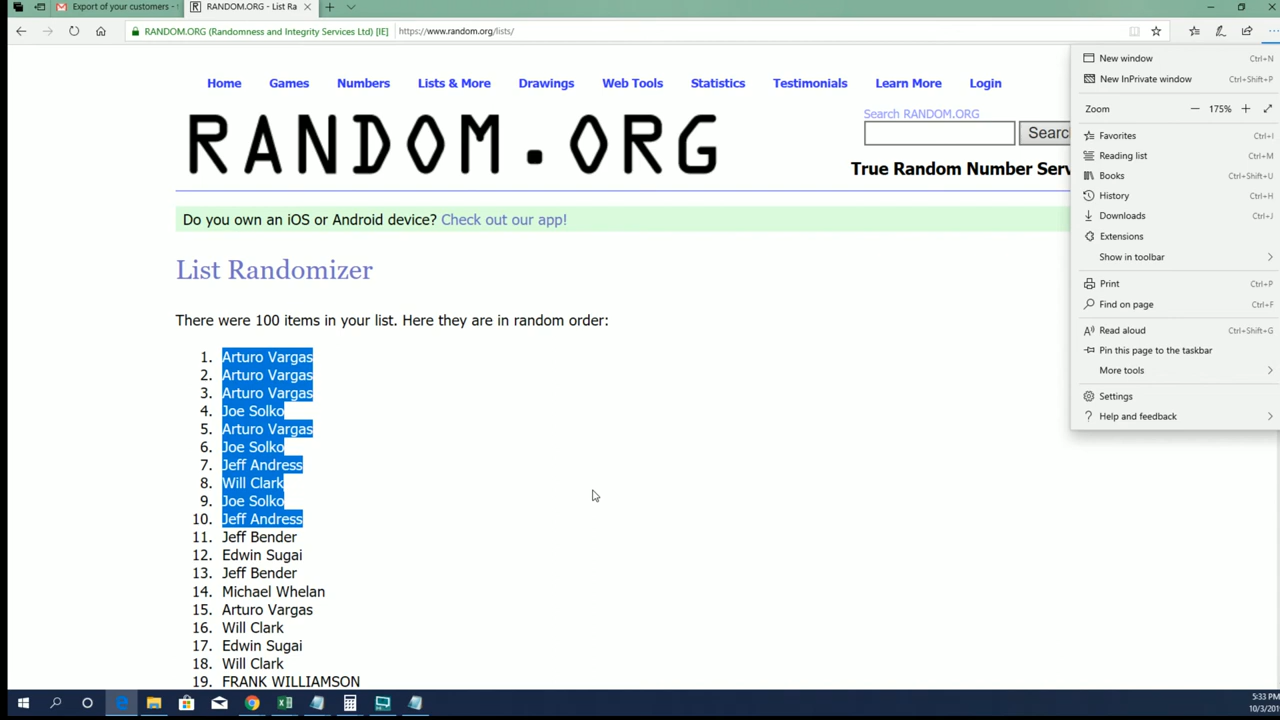 Export of your customers -
RANDOM.ORG - List Ra
RANDOM.ORG (Randomness and Integrity Services Ltd) [IE]
https://www.random.org/lists/
Home Games Numbers Lists & More Drawings Web Tools Statistics Testimonials Learn More Login
RANDOM.ORG
Search RANDOM.ORG
Searc
True Random Number Serv
Do you own an iOS or Android device? Check out our app!
List Randomizer
There were 100 items in your list. Here they are in random order:
1. Arturo Vargas
2. Arturo Vargas
3. Arturo Vargas
4. Joe Solko
5. Arturo Vargas
6. Joe Solko
7. Jeff Andress
8. Will Clark
9. Joe Solko
10. Jeff Andress
11. Jeff Bender
12. Edwin Sugai
13. Jeff Bender
14. Michael Whelan
15. Arturo Vargas
16. Will Clark
17. Edwin Sugai
18. Will Clark
19. FRANK WILLIAMSON
New window Ctrl+N
New InPrivate window Ctrl+Shift+P
Zoom 175%
Favorites Ctrl+I
Reading list Ctrl+M
Books Ctrl+Shift+U
History Ctrl+H
Downloads Ctrl+J
Extensions
Show in toolbar
Print Ctrl+P
Find on page Ctrl+F
Read aloud Ctrl+Shift+G
Pin this page to the taskbar
More tools
Settings
Help and feedback
5:33 PM
10/3/201